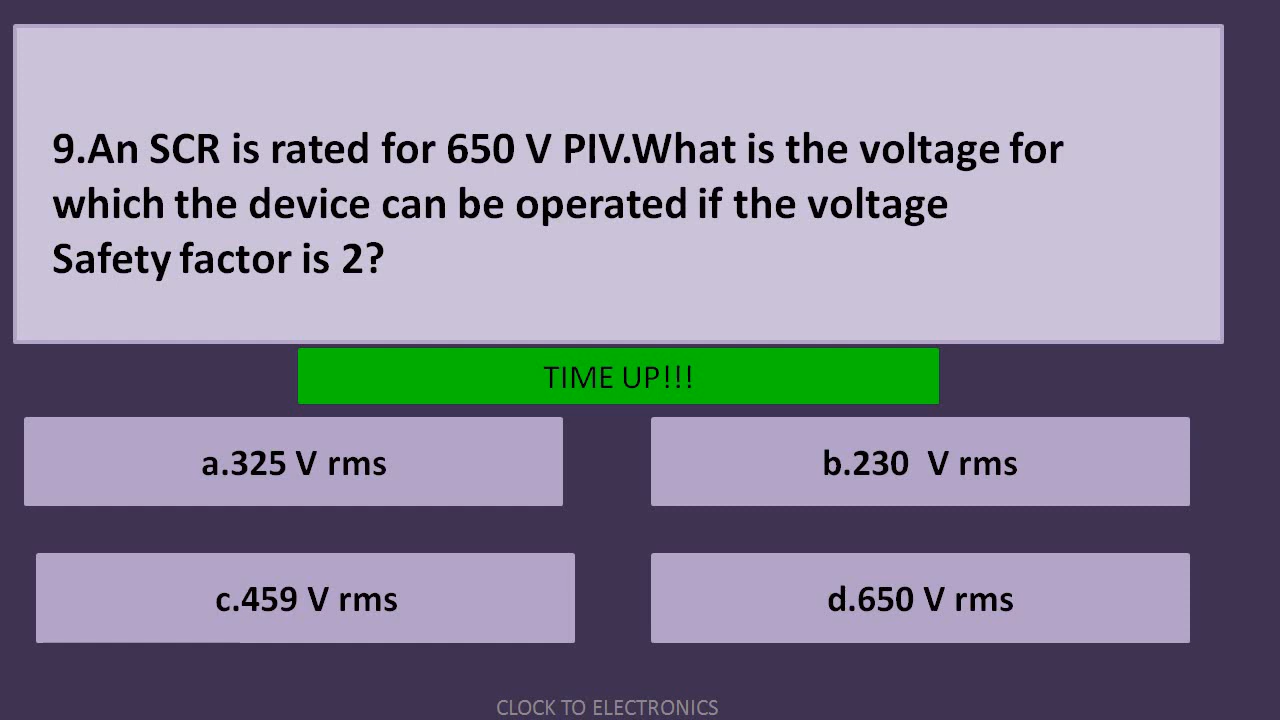 9.An SCR is rated for 650 V PIV.What is the voltage for
which the device can be operated if the voltage
Safety factor is 2?
TIME UP!!!
a.325 V rms
b.230  V rms
c.459 V rms
d.650 V rms
CLOCK TO ELECTRONICS